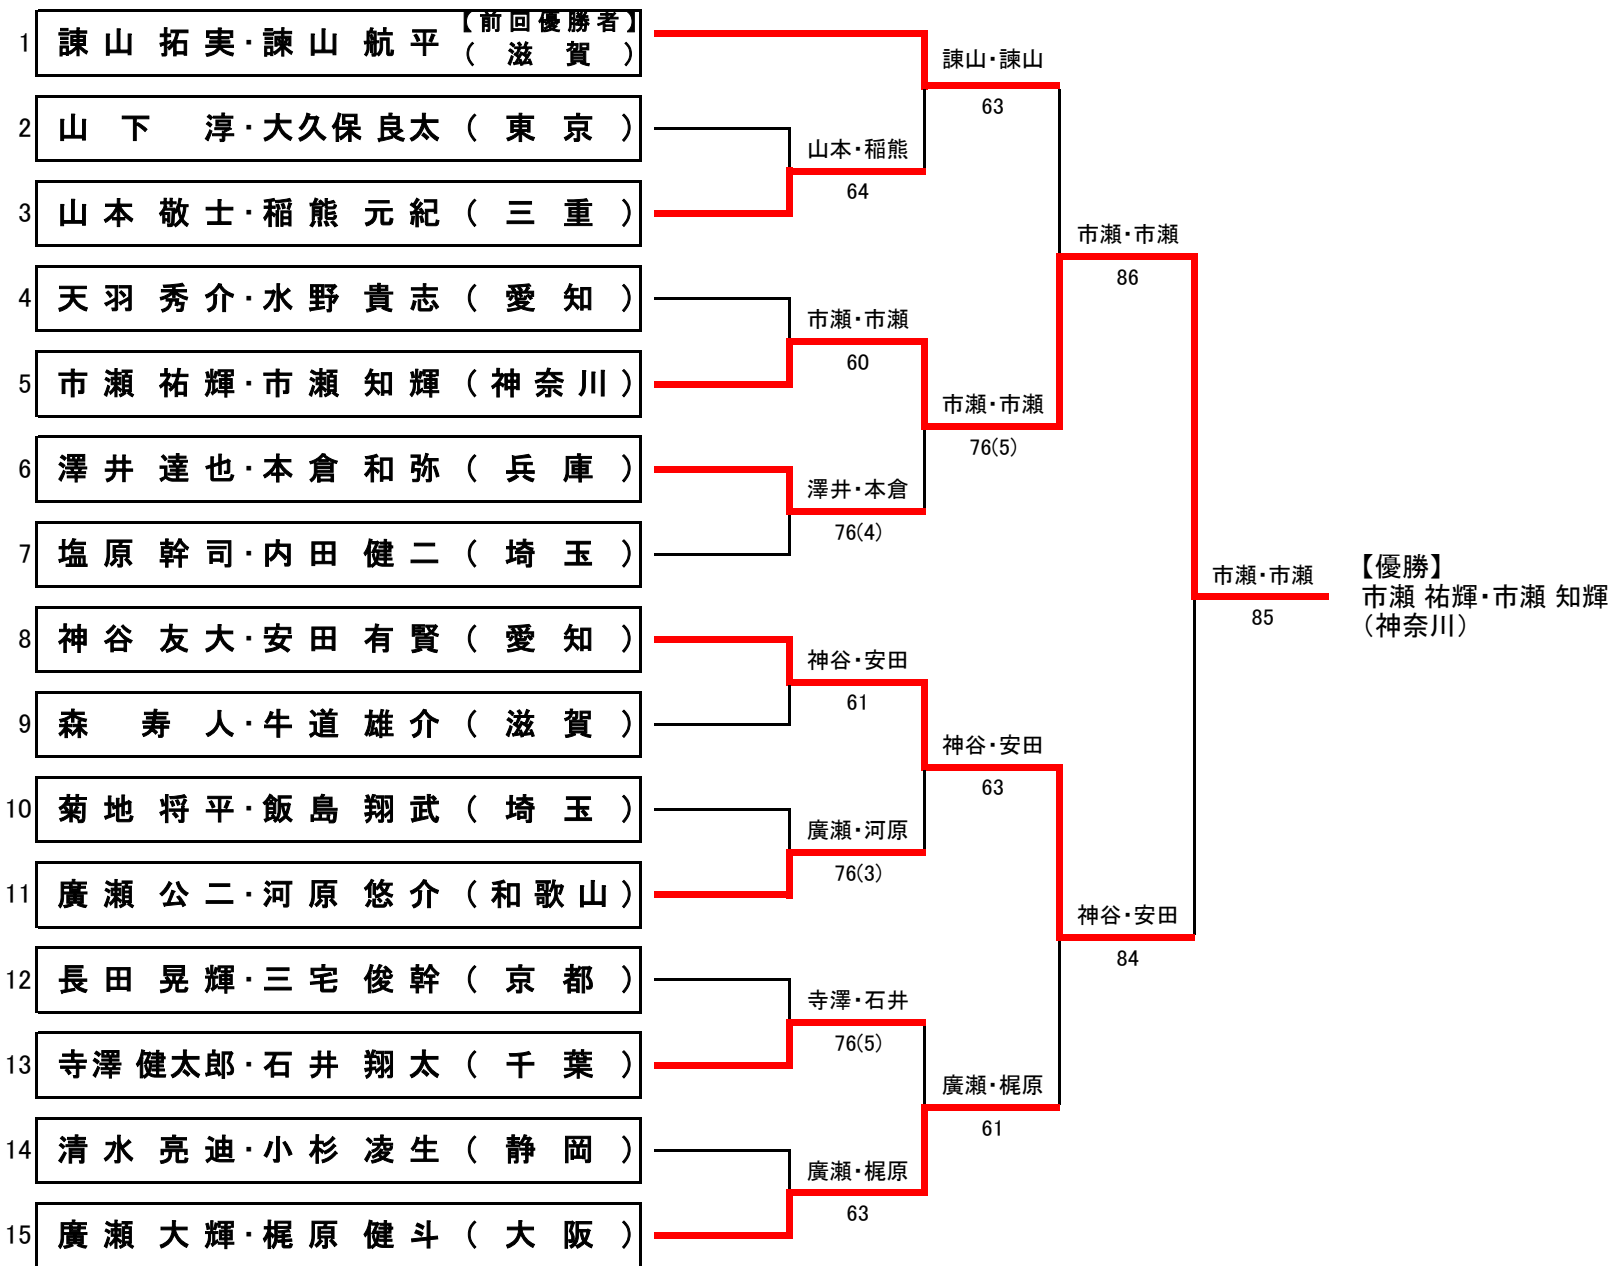 1 諫山 拓実・諫山 航平 【前回優勝者】
(滋賀)
2 山下 淳・大久保 良太 (東京)
3 山本 敬士・稲熊 元紀 (三重)
4 天羽 秀介・水野 貴志 (愛知)
5 市瀬 祐輝・市瀬 知輝 (神奈川)
6 澤井 達也・本倉 和弥 (兵庫)
7 塩原 幹司・内田 健二 (埼玉)
8 神谷 友大・安田 有賢 (愛知)
9 森 寿人・牛道 雄介 (滋賀)
10 菊地 将平・飯島 翔武 (埼玉)
11 廣瀬 公二・河原 悠介 (和歌山)
12 長田 晃輝・三宅 俊幹 (京都)
13 寺澤 健太郎・石井 翔太 (千葉)
14 清水 亮迪・小杉 凌生 (静岡)
15 廣瀬 大輝・梶原 健斗 (大阪)
山本・稲熊
64
市瀬・市瀬
60
澤井・本倉
76(4)
神谷・安田
61
廣瀬・河原
76(3)
寺澤・石井
76(5)
廣瀬・梶原
63
諫山・諫山
63
市瀬・市瀬
76(5)
神谷・安田
63
廣瀬・梶原
61
市瀬・市瀬
86
神谷・安田
84
市瀬・市瀬
85
【優勝】
市瀬 祐輝・市瀬 知輝
(神奈川)